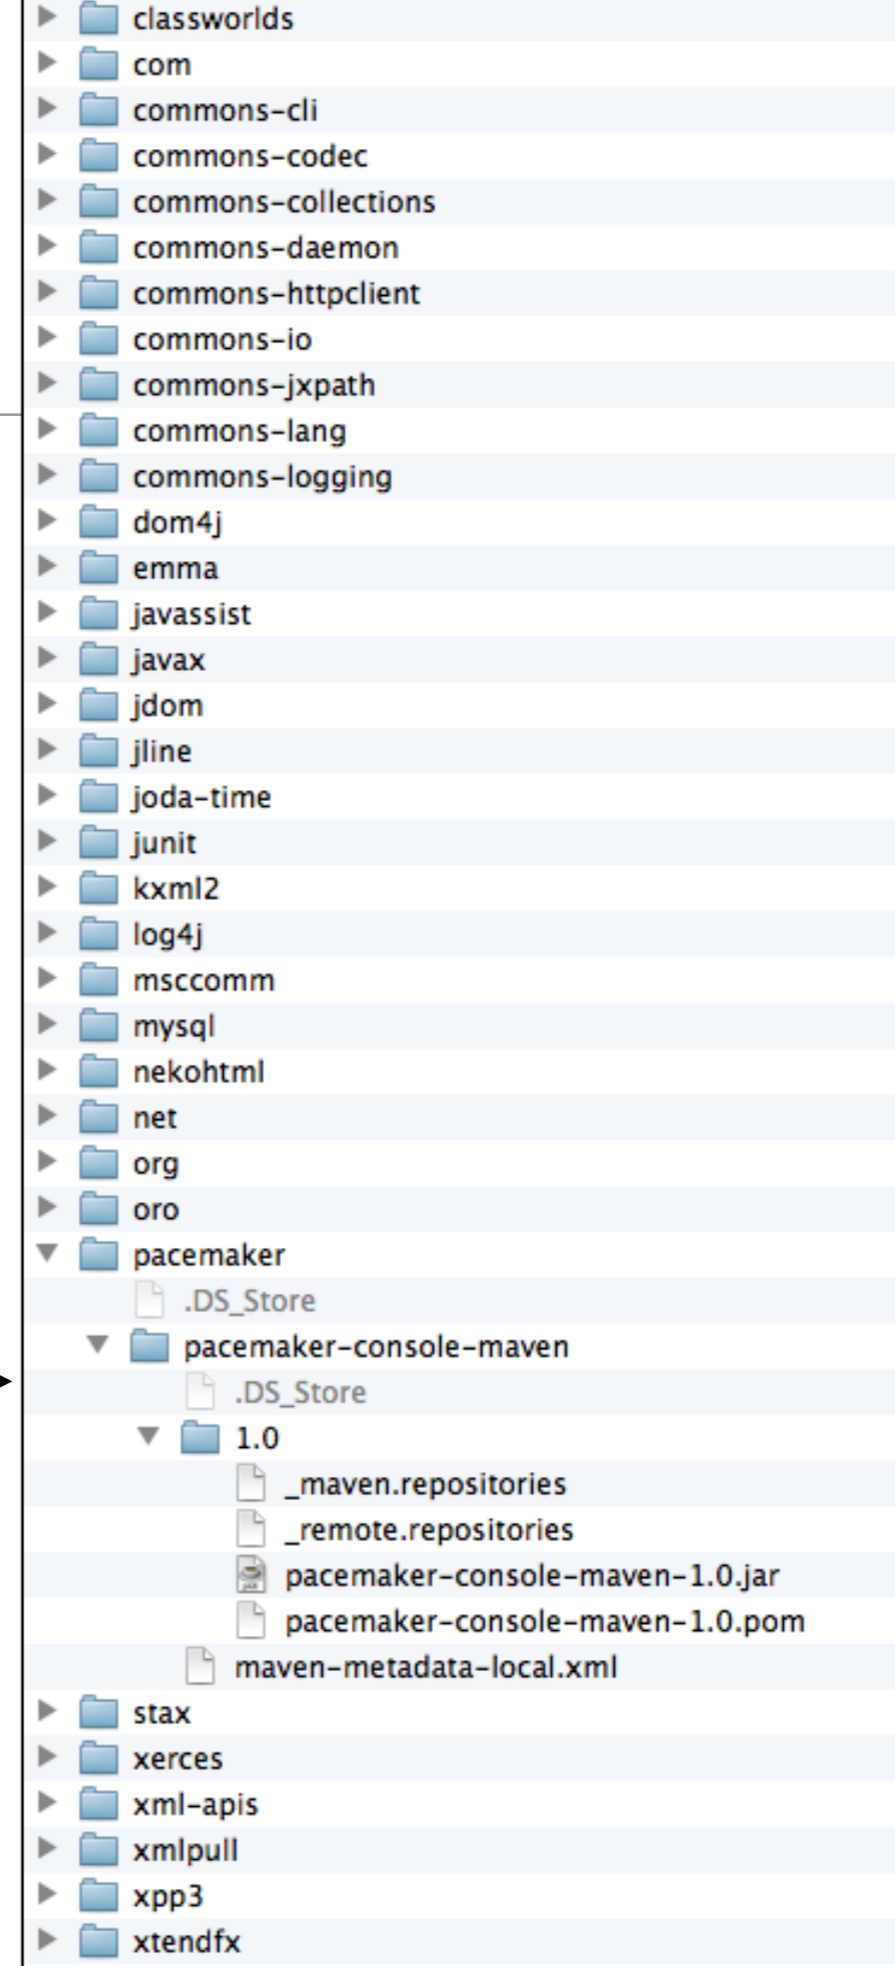 classworlds
com
commons-cli
commons-codec
commons-collections
commons-daemon
commons-httpclient
commons-io
commons-jxpath
commons-lang
commons-logging
dom4j
emma
javassist
javax
jdom
jline
joda-time
junit
kxml2
log4j
msccomm
mysql
nekohtml
net
org
oro
pacemaker
.DS_Store
pacemaker-console-maven
.DS_Store
1.0
_maven.repositories
_remote.repositories
pacemaker-console-maven-1.0.jar
pacemaker-console-maven-1.0.pom
maven-metadata-local.xml
stax
xerces
xml-apis
xmlpull
xpp3
xtendfx